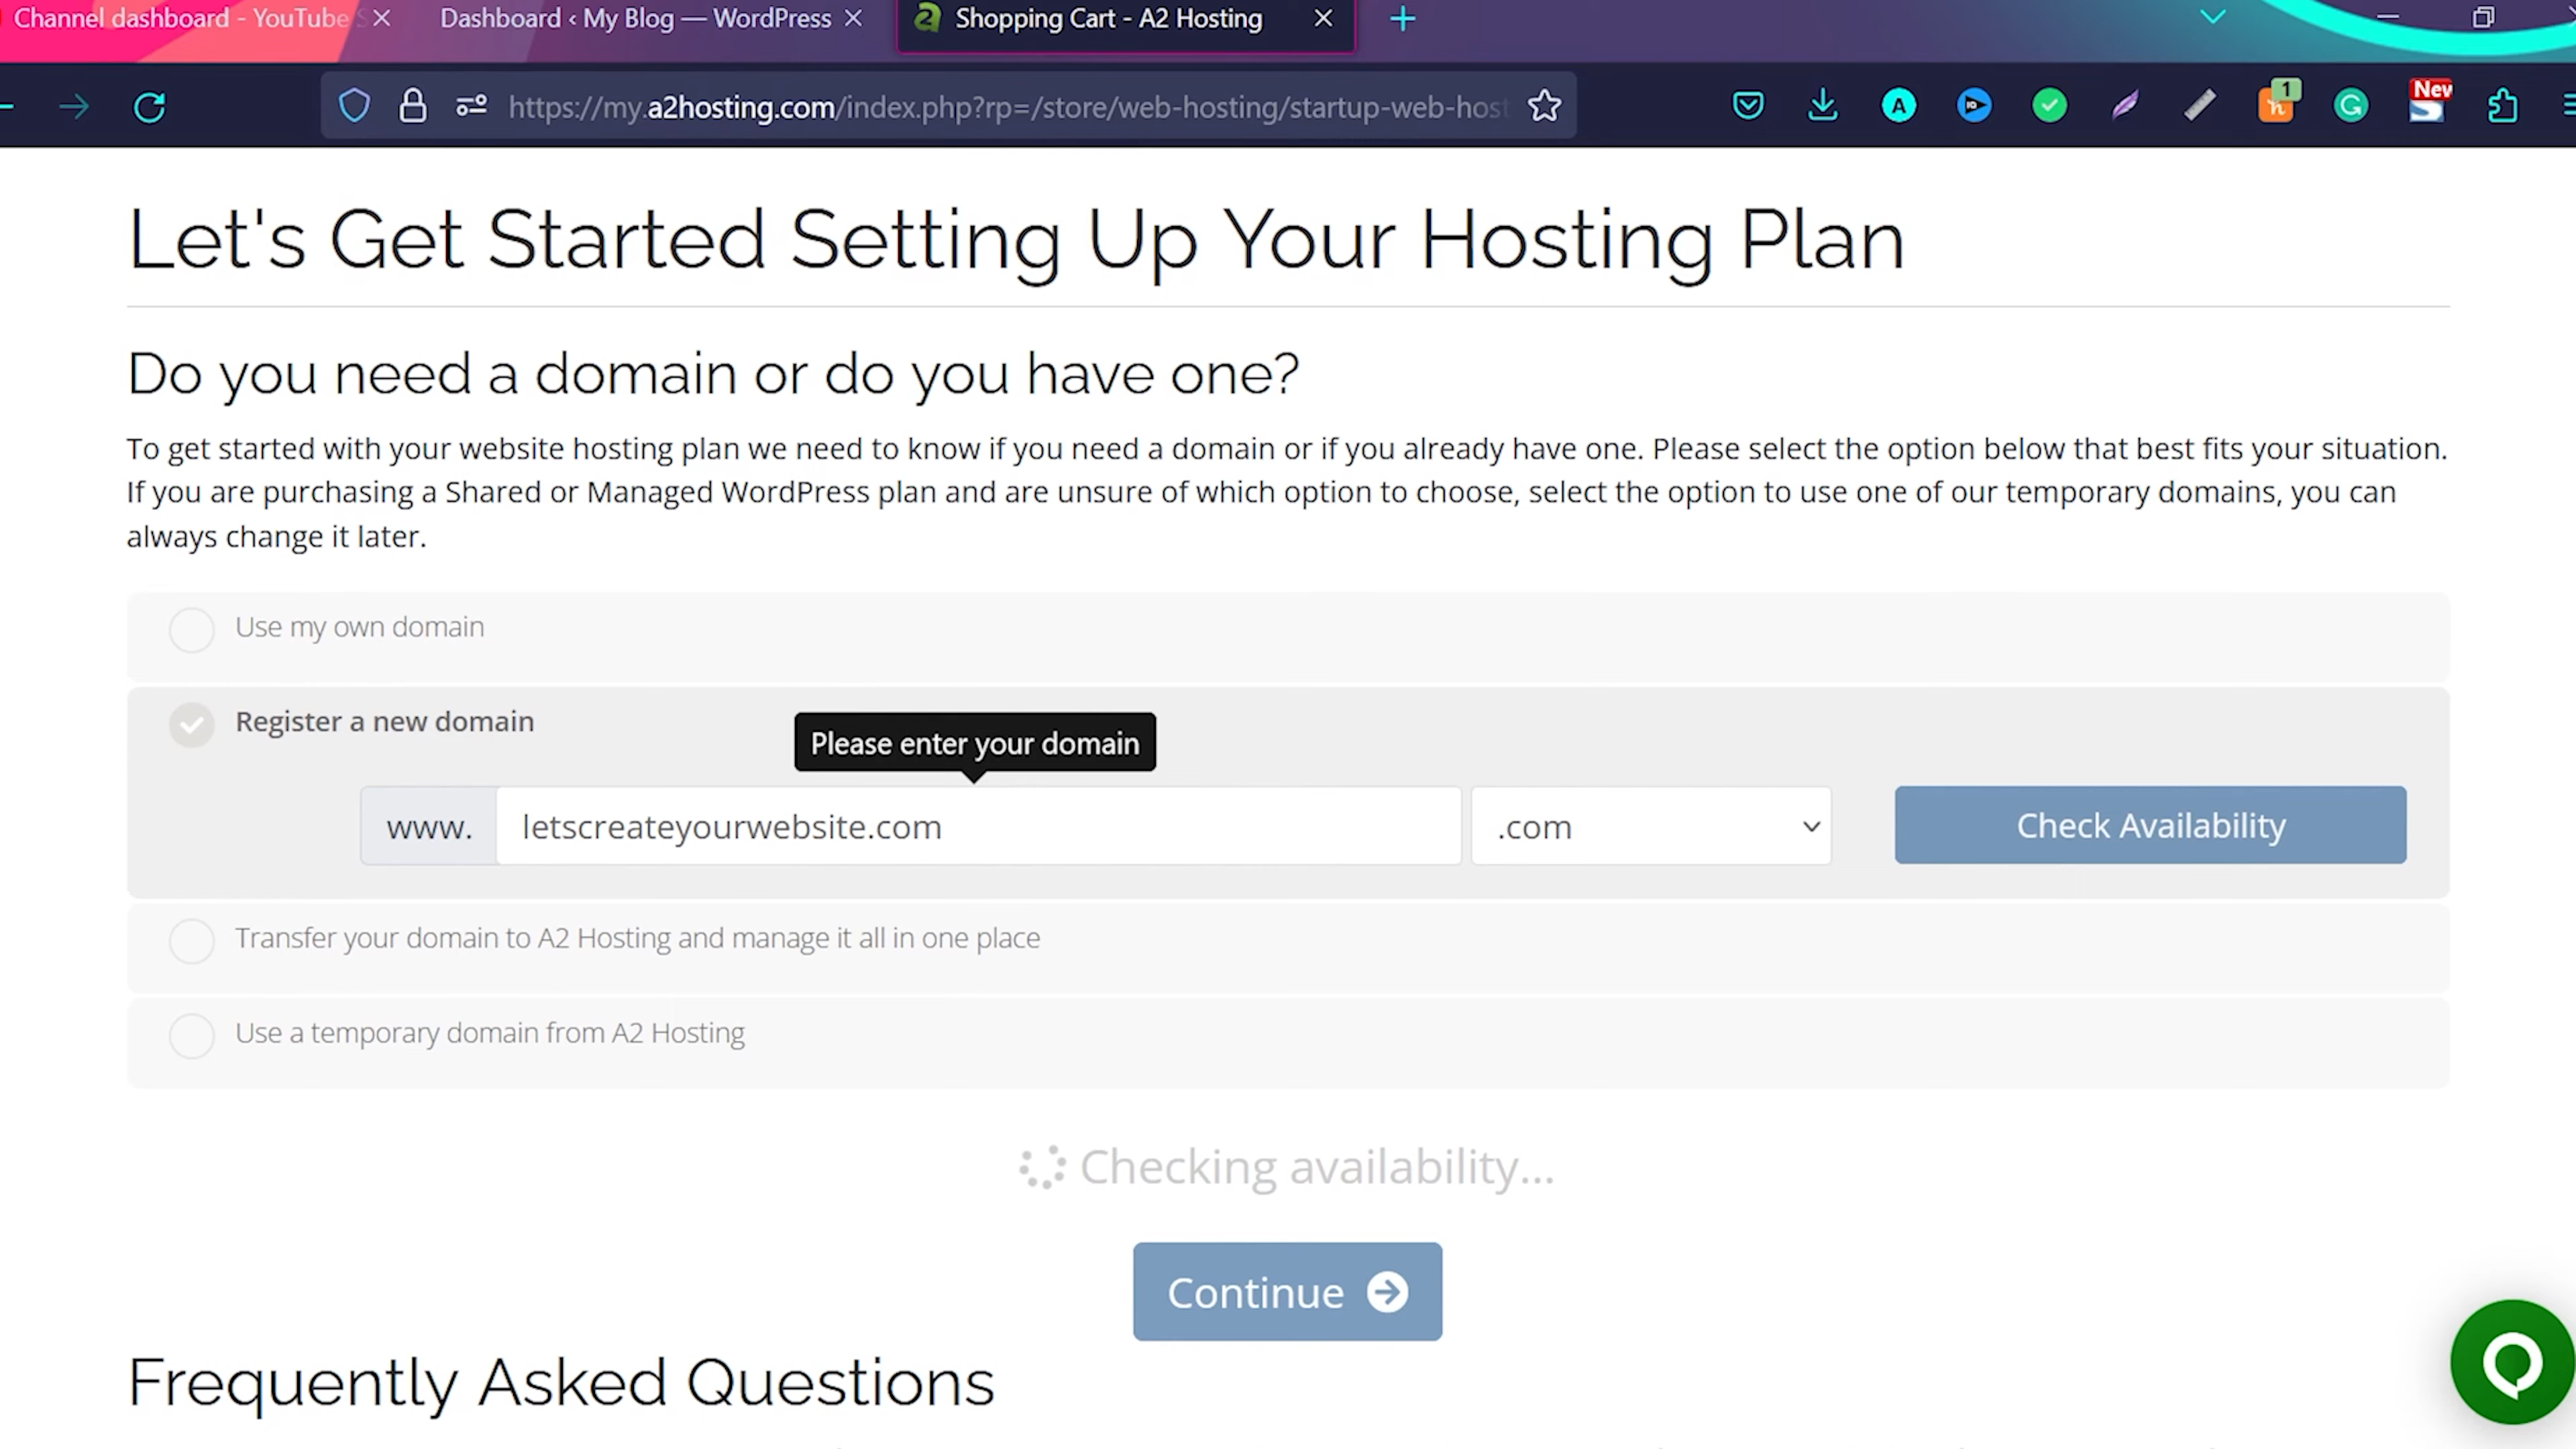 Channel dashboard - YouTube
Dashboard ‹ My Blog — WordPress
Shopping Cart - A2 Hosting
https://my.a2hosting.com/index.php?rp=/store/web-hosting/startup-web-host
A
1
New
Let's Get Started Setting Up Your Hosting Plan
Do you need a domain or do you have one?
To get started with your website hosting plan we need to know if you need a domain or if you already have one. Please select the option below that best fits your situation.
If you are purchasing a Shared or Managed WordPress plan and are unsure of which option to choose, select the option to use one of our temporary domains, you can
always change it later.
Use my own domain
Register a new domain
Please enter your domain
www. letscreateyourwebsite.com .com Check Availability
Transfer your domain to A2 Hosting and manage it all in one place
Use a temporary domain from A2 Hosting
Checking availability...
Continue
Frequently Asked Questions